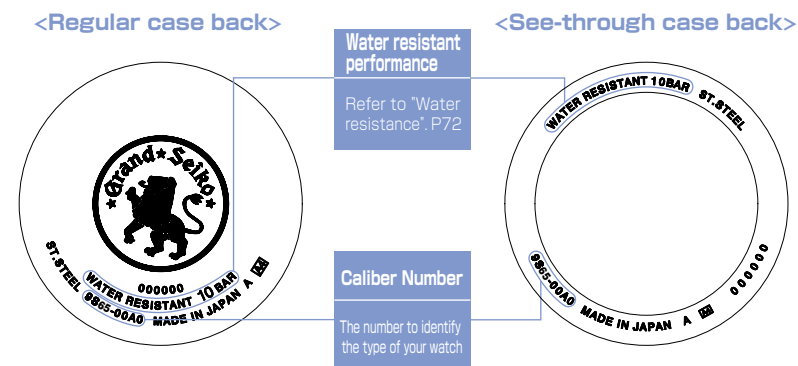 <Regular case back>
<See-through case back>
Water resistant
performance
Refer to "Water
resistance". P72
Caliber Number
The number to identify
the type of your watch
★Grand★Seiko★
000000
WATER RESISTANT 10 BAR
ST.STEEL 9S65-00A0 MADE IN JAPAN A
WATER RESISTANT 10BAR ST.STEEL
9S65-00A0 MADE IN JAPAN A 000000